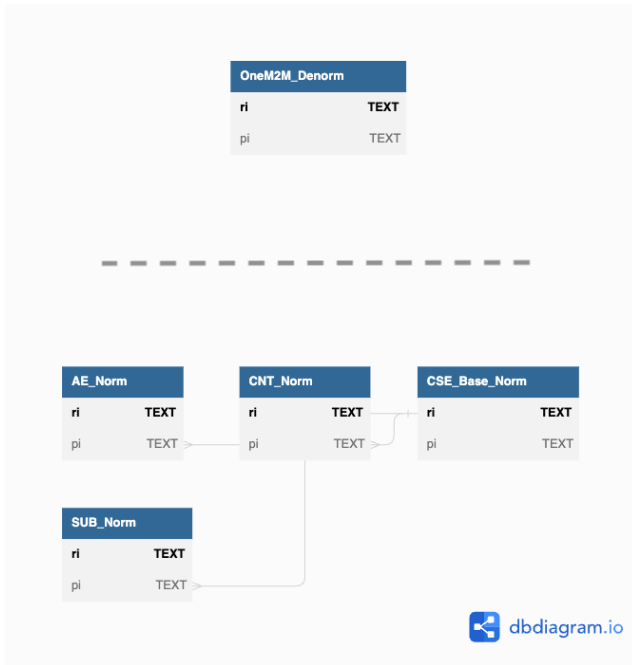 OneM2M_Denorm
ri TEXT
pi TEXT
AE_Norm
ri TEXT
pi TEXT
CNT_Norm
ri TEXT
pi TEXT
CSE_Base_Norm
ri TEXT
pi TEXT
SUB_Norm
ri TEXT
pi TEXT
dbdiagram.io